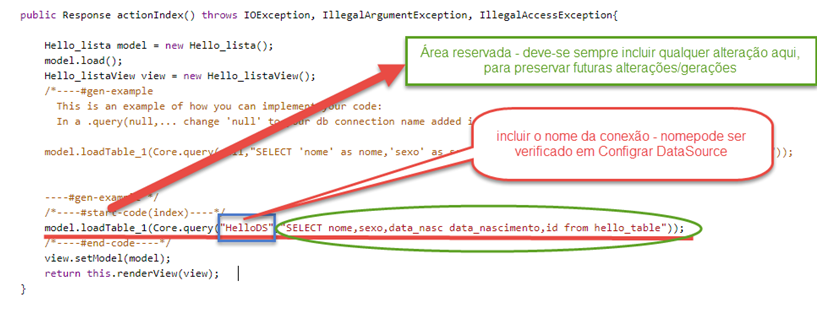 public Response actionIndex() throws IOException, IllegalArgumentException, IllegalAccessException{
Hello_lista model = new Hello_lista();
model.load();
Hello_listaView view = new Hello_listaView();
Área reservada - deve-se sempre incluir qualquer alteração aqui,
para preservar futuras alterações/gerações
/*----#gen-example
This is an example of how you can implement your code:
In a .query(null,... change 'null' to your db connection name added i
incluir o nome da conexão - nomepode ser
verificado em Configrar DataSource
model.loadTable_1(Core.query(null,"SELECT 'nome' as nome,'sexo' as s "));
----#gen-example */
/*----#start-code(index)----*/
model.loadTable_1(Core.query("HelloDS","SELECT nome,sexo,data_nasc data_nascimento,id from hello_table"));
/*----#end-code----*/
view.setModel(model);
return this.renderView(view);
}